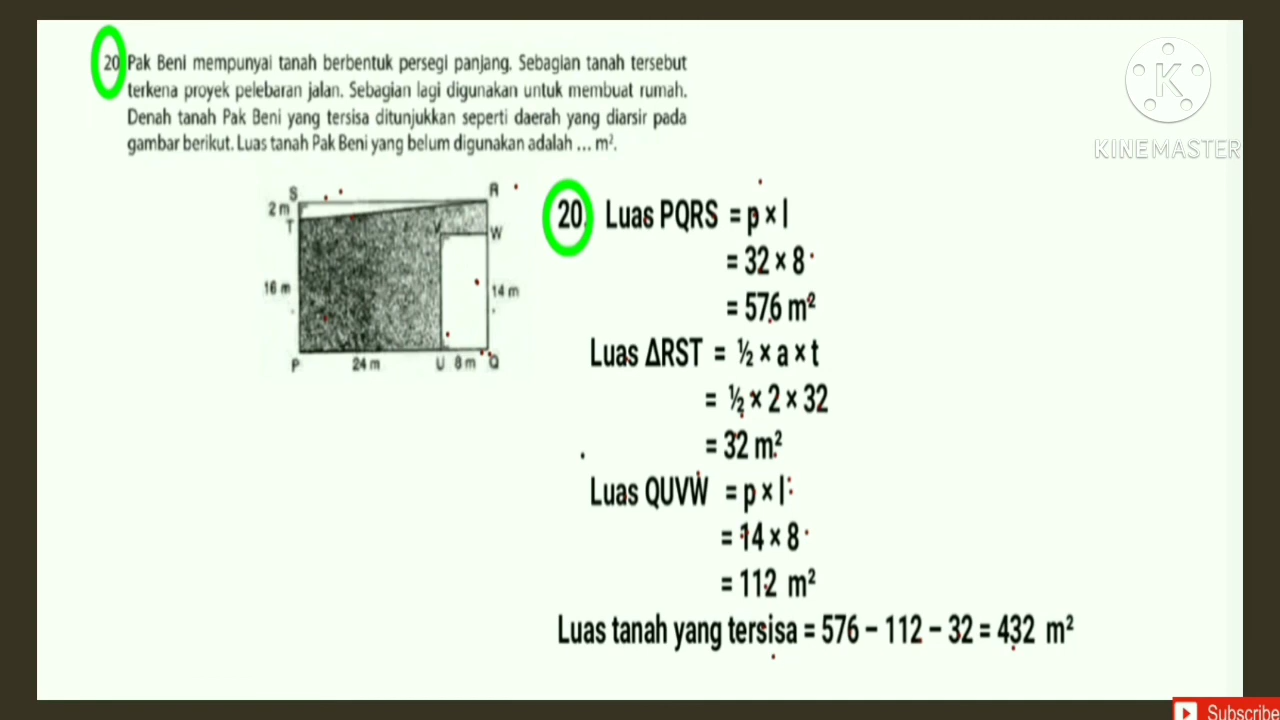 20 Pak Beni mempunyai tanah berbentuk persegi panjang. Sebagian tanah tersebut
terkena proyek pelebaran jalan. Sebagian lagi digunakan untuk membuat rumah.
Denah tanah Pak Beni yang tersisa ditunjukkan seperti daerah yang diarsir pada
gambar berikut. Luas tanah Pak Beni yang belum digunakan adalah ... m².
KINEMASTER
S
R
2 m
T
V
W
16 m
14 m
P
24 m
U
8 m
Q
20. Luas PQRS = p × l
= 32 × 8
= 576 m²
Luas ΔRST = ½ × a × t
= ½ × 2 × 32
= 32 m²
Luas QUVW = p × l
= 14 × 8
= 112 m²
Luas tanah yang tersisa = 576 – 112 – 32 = 432 m²
Subscribe